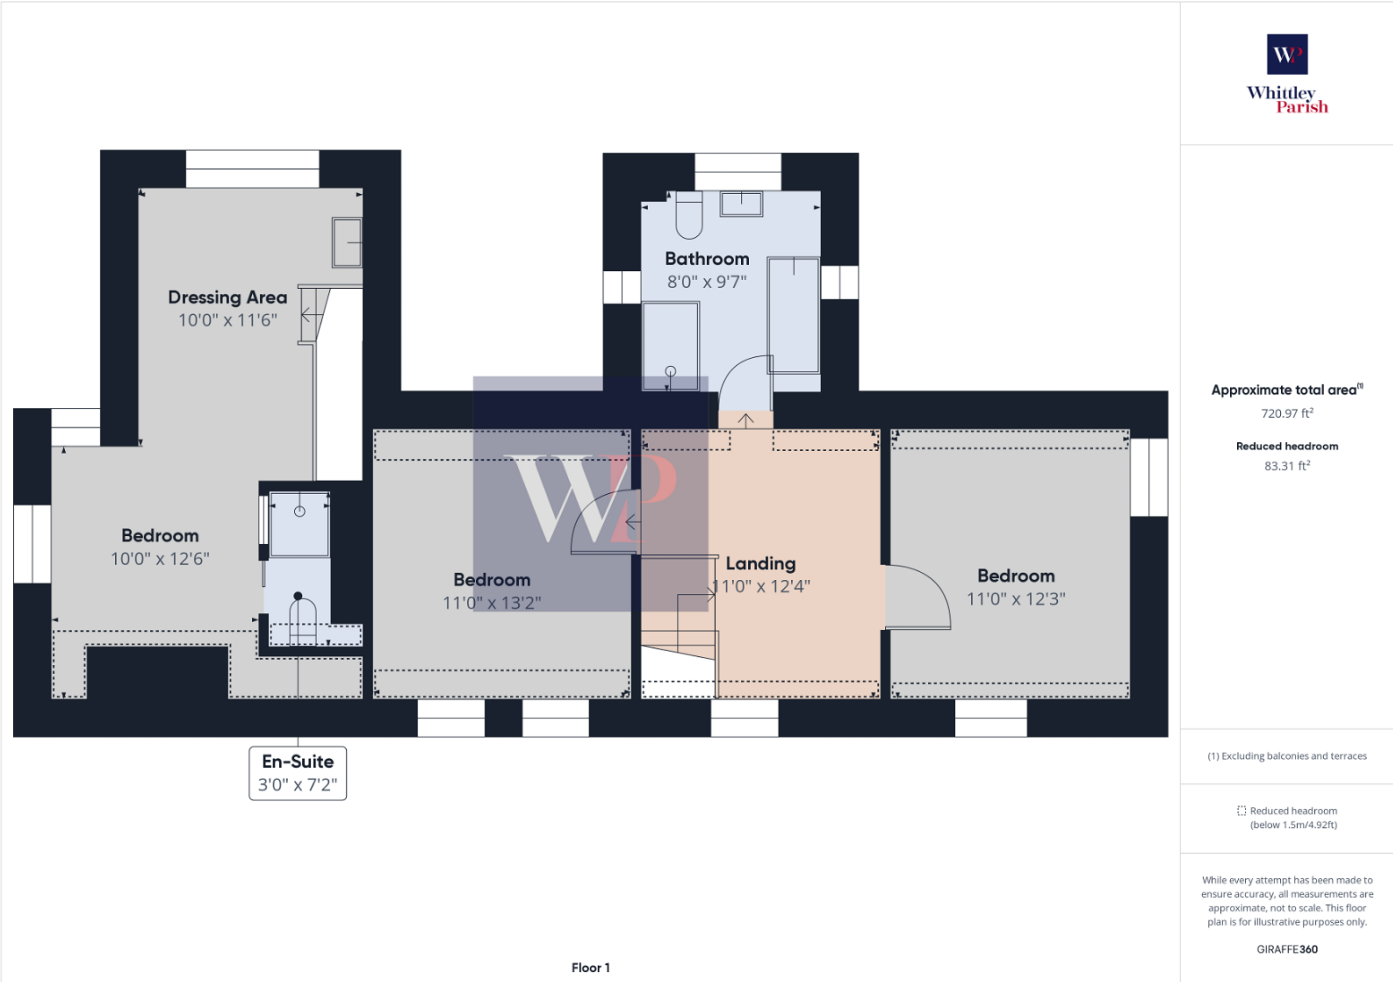 WP
Whittley
Parish
Dressing Area
10'0" x 11'6"
Bathroom
8'0" x 9'7"
Bedroom
10'0" x 12'6"
WP
Bedroom
11'0" x 13'2"
Landing
11'0" x 12'4"
Bedroom
11'0" x 12'3"
En-Suite
3'0" x 7'2"
Floor 1
Approximate total area(1)
720.97 ft²
Reduced headroom
83.31 ft²
(1) Excluding balconies and terraces
Reduced headroom
(below 1.5m/4.92ft)
While every attempt has been made to
ensure accuracy, all measurements are
approximate, not to scale. This floor
plan is for illustrative purposes only.
GIRAFFE360